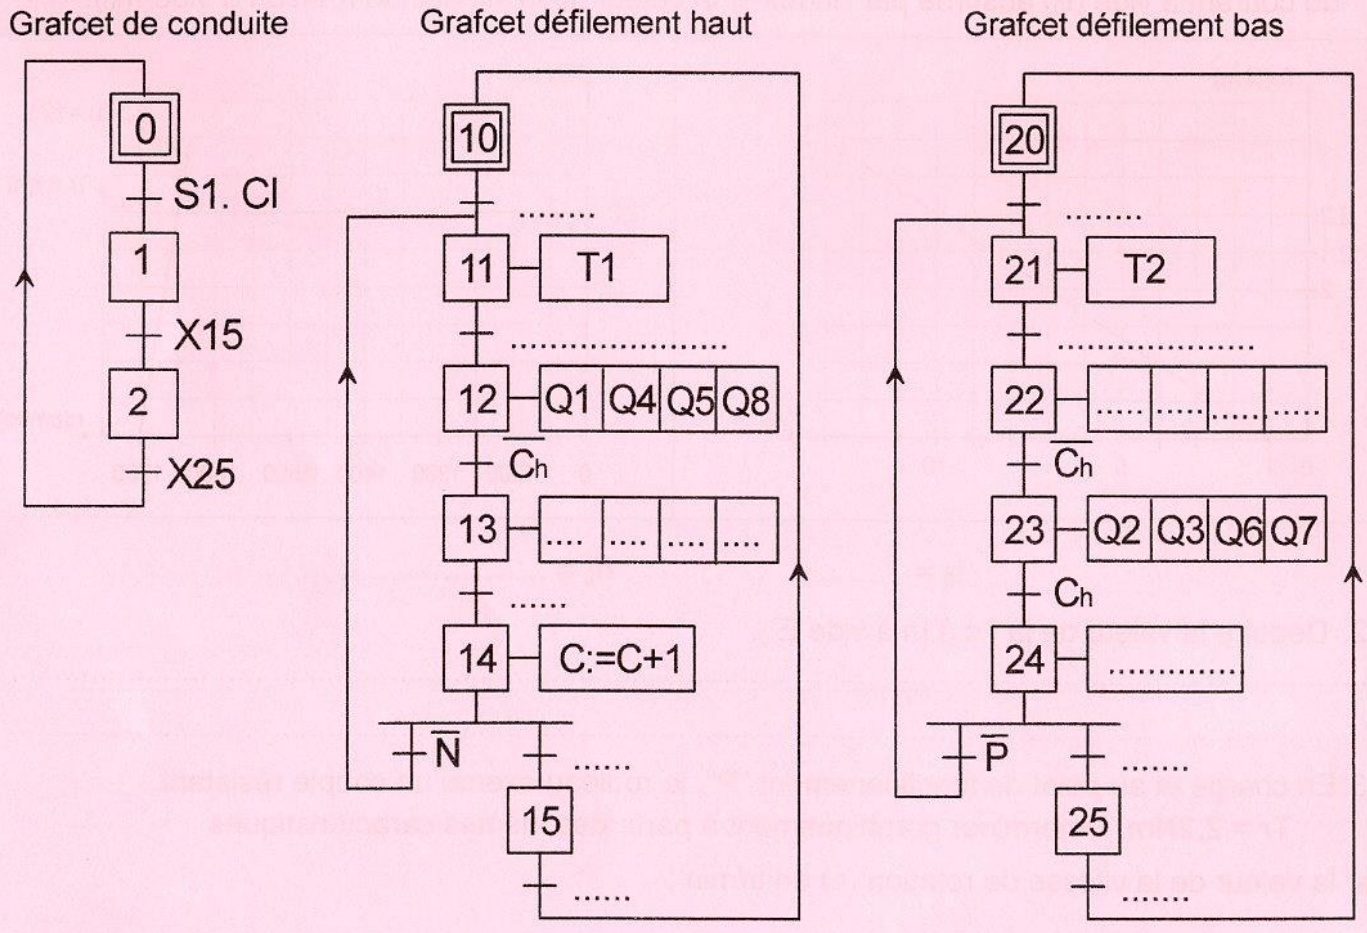 Grafcet de conduite
0
S1. Cl
1
X15
2
X25
Grafcet défilement haut
10
........
11 T1
.......................
12 Q1 Q4 Q5 Q8
C̅h̅
13 .... .... .... ....
......
14 C:=C+1
N̅
......
15
......
Grafcet défilement bas
20
........
21 T2
.....................
22 ..... ..... ..... .....
C̅h̅
23 Q2 Q3 Q6 Q7
Ch
24 ..............
P̅
.......
25
.......